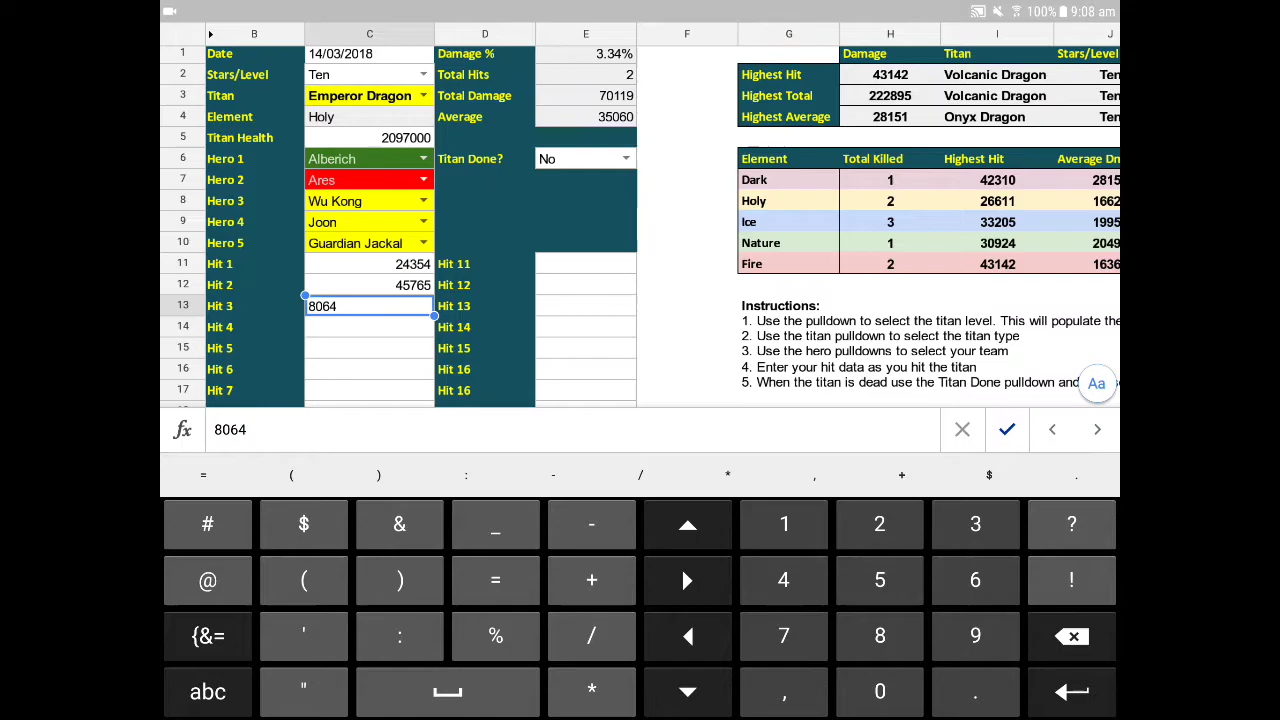 100% 9:08 am
B C D E F G H I J
1 Date 14/03/2018 Damage % 3.34% Damage Titan Stars/Level
2 Stars/Level Ten Total Hits 2 Highest Hit 43142 Volcanic Dragon Ten
3 Titan Emperor Dragon Total Damage 70119 Highest Total 222895 Volcanic Dragon Ten
4 Element Holy Average 35060 Highest Average 28151 Onyx Dragon Ten
5 Titan Health 2097000
6 Hero 1 Alberich Titan Done? No Element Total Killed Highest Hit Average Dm
7 Hero 2 Ares Dark 1 42310 2815
8 Hero 3 Wu Kong Holy 2 26611 1662
9 Hero 4 Joon Ice 3 33205 1995
10 Hero 5 Guardian Jackal Nature 1 30924 2049
11 Hit 1 24354 Hit 11 Fire 2 43142 1636
12 Hit 2 45765 Hit 12
13 Hit 3 8064 Hit 13 Instructions:
14 Hit 4 Hit 14 1. Use the pulldown to select the titan level. This will populate the
2. Use the titan pulldown to select the titan type
15 Hit 5 Hit 15 3. Use the hero pulldowns to select your team
16 Hit 6 Hit 16 4. Enter your hit data as you hit the titan
17 Hit 7 Hit 16 5. When the titan is dead use the Titan Done pulldown and
Aa
fx 8064
= ( ) : - / * , + $ .
# $ & _ - 1 2 3 ?
@ ( ) = + 4 5 6 !
{&= ' : % / 7 8 9
abc " * , 0 .